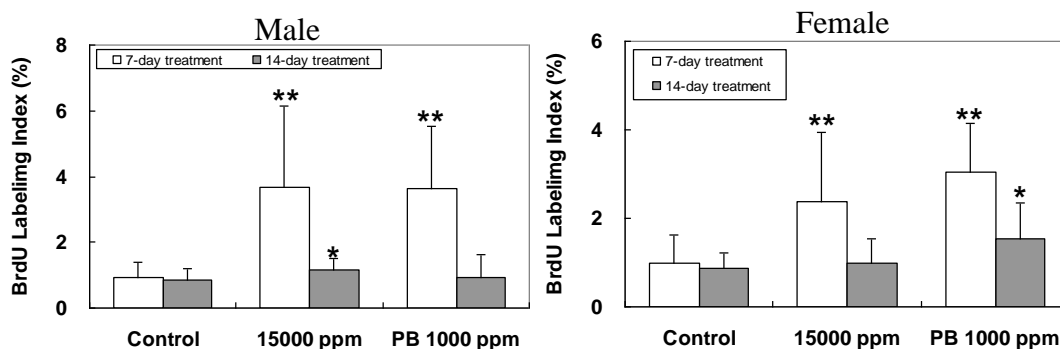 Male
BrdU Labelimg Index (%)
8
6
4
2
0
7-day treatment 14-day treatment
**
*
**
Control 15000 ppm PB 1000 ppm
Female
BrdU Labelimg Index (%)
6
4
2
0
7-day treatment
14-day treatment
**
**
*
Control 15000 ppm PB 1000 ppm